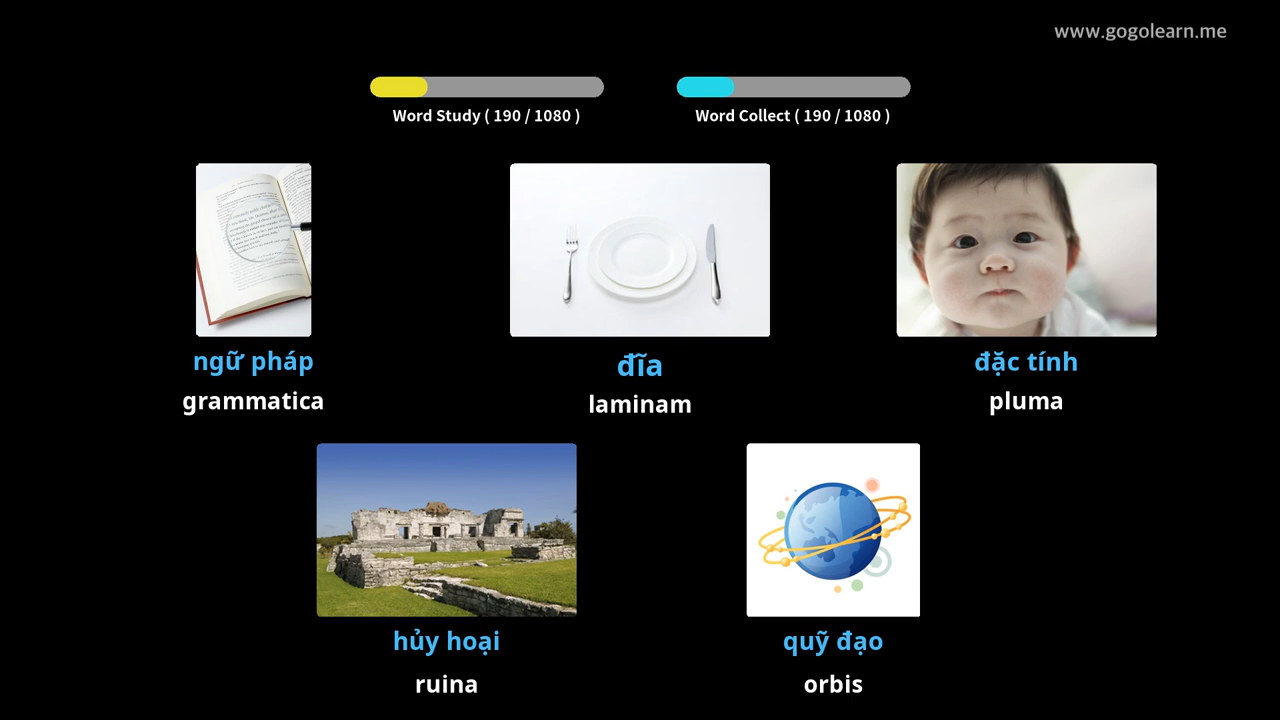 www.gogolearn.me
Word Study ( 190 / 1080 )
Word Collect ( 190 / 1080 )
ngữ pháp
grammatica
đĩa
laminam
đặc tính
pluma
hủy hoại
ruina
quỹ đạo
orbis